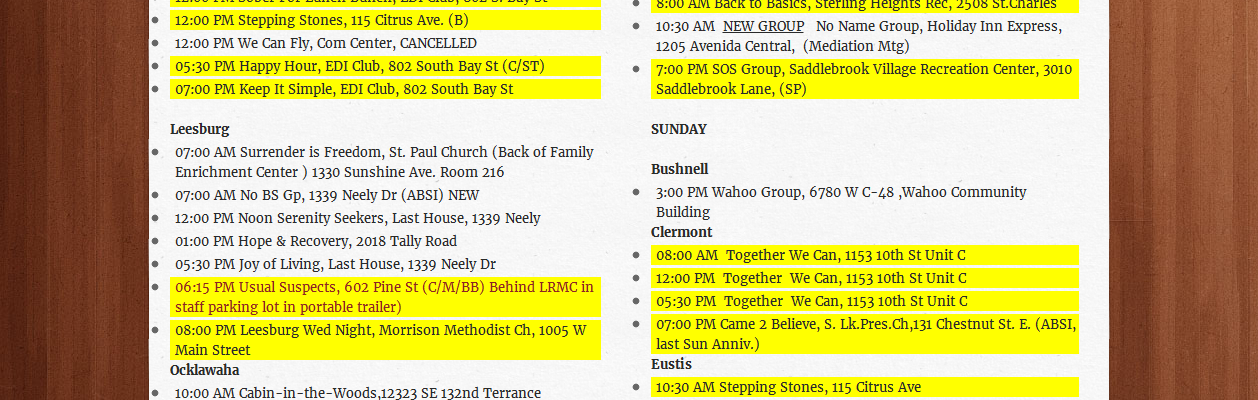 12:00 PM Stepping Stones, 115 Citrus Ave. (B)
12:00 PM We Can Fly, Com Center, CANCELLED
05:30 PM Happy Hour, EDI Club, 802 South Bay St (C/ST)
07:00 PM Keep It Simple, EDI Club, 802 South Bay St
Leesburg
07:00 AM Surrender is Freedom, St. Paul Church (Back of Family
Enrichment Center ) 1330 Sunshine Ave. Room 216
07:00 AM No BS Gp, 1339 Neely Dr (ABSI) NEW
12:00 PM Noon Serenity Seekers, Last House, 1339 Neely
01:00 PM Hope & Recovery, 2018 Tally Road
05:30 PM Joy of Living, Last House, 1339 Neely Dr
06:15 PM Usual Suspects, 602 Pine St (C/M/BB) Behind LRMC in
staff parking lot in portable trailer)
08:00 PM Leesburg Wed Night, Morrison Methodist Ch, 1005 W
Main Street
Ocklawaha
10:00 AM Cabin-in-the-Woods,12323 SE 132nd Terrance
8:00 AM Back to Basics, Sterling Heights Rec, 2508 St.Charles
10:30 AM NEW GROUP No Name Group, Holiday Inn Express,
1205 Avenida Central, (Mediation Mtg)
7:00 PM SOS Group, Saddlebrook Village Recreation Center, 3010
Saddlebrook Lane, (SP)
SUNDAY
Bushnell
3:00 PM Wahoo Group, 6780 W C-48 ,Wahoo Community
Building
Clermont
08:00 AM Together We Can, 1153 10th St Unit C
12:00 PM Together We Can, 1153 10th St Unit C
05:30 PM Together We Can, 1153 10th St Unit C
07:00 PM Came 2 Believe, S. Lk.Pres.Ch,131 Chestnut St. E. (ABSI,
last Sun Anniv.)
Eustis
10:30 AM Stepping Stones, 115 Citrus Ave